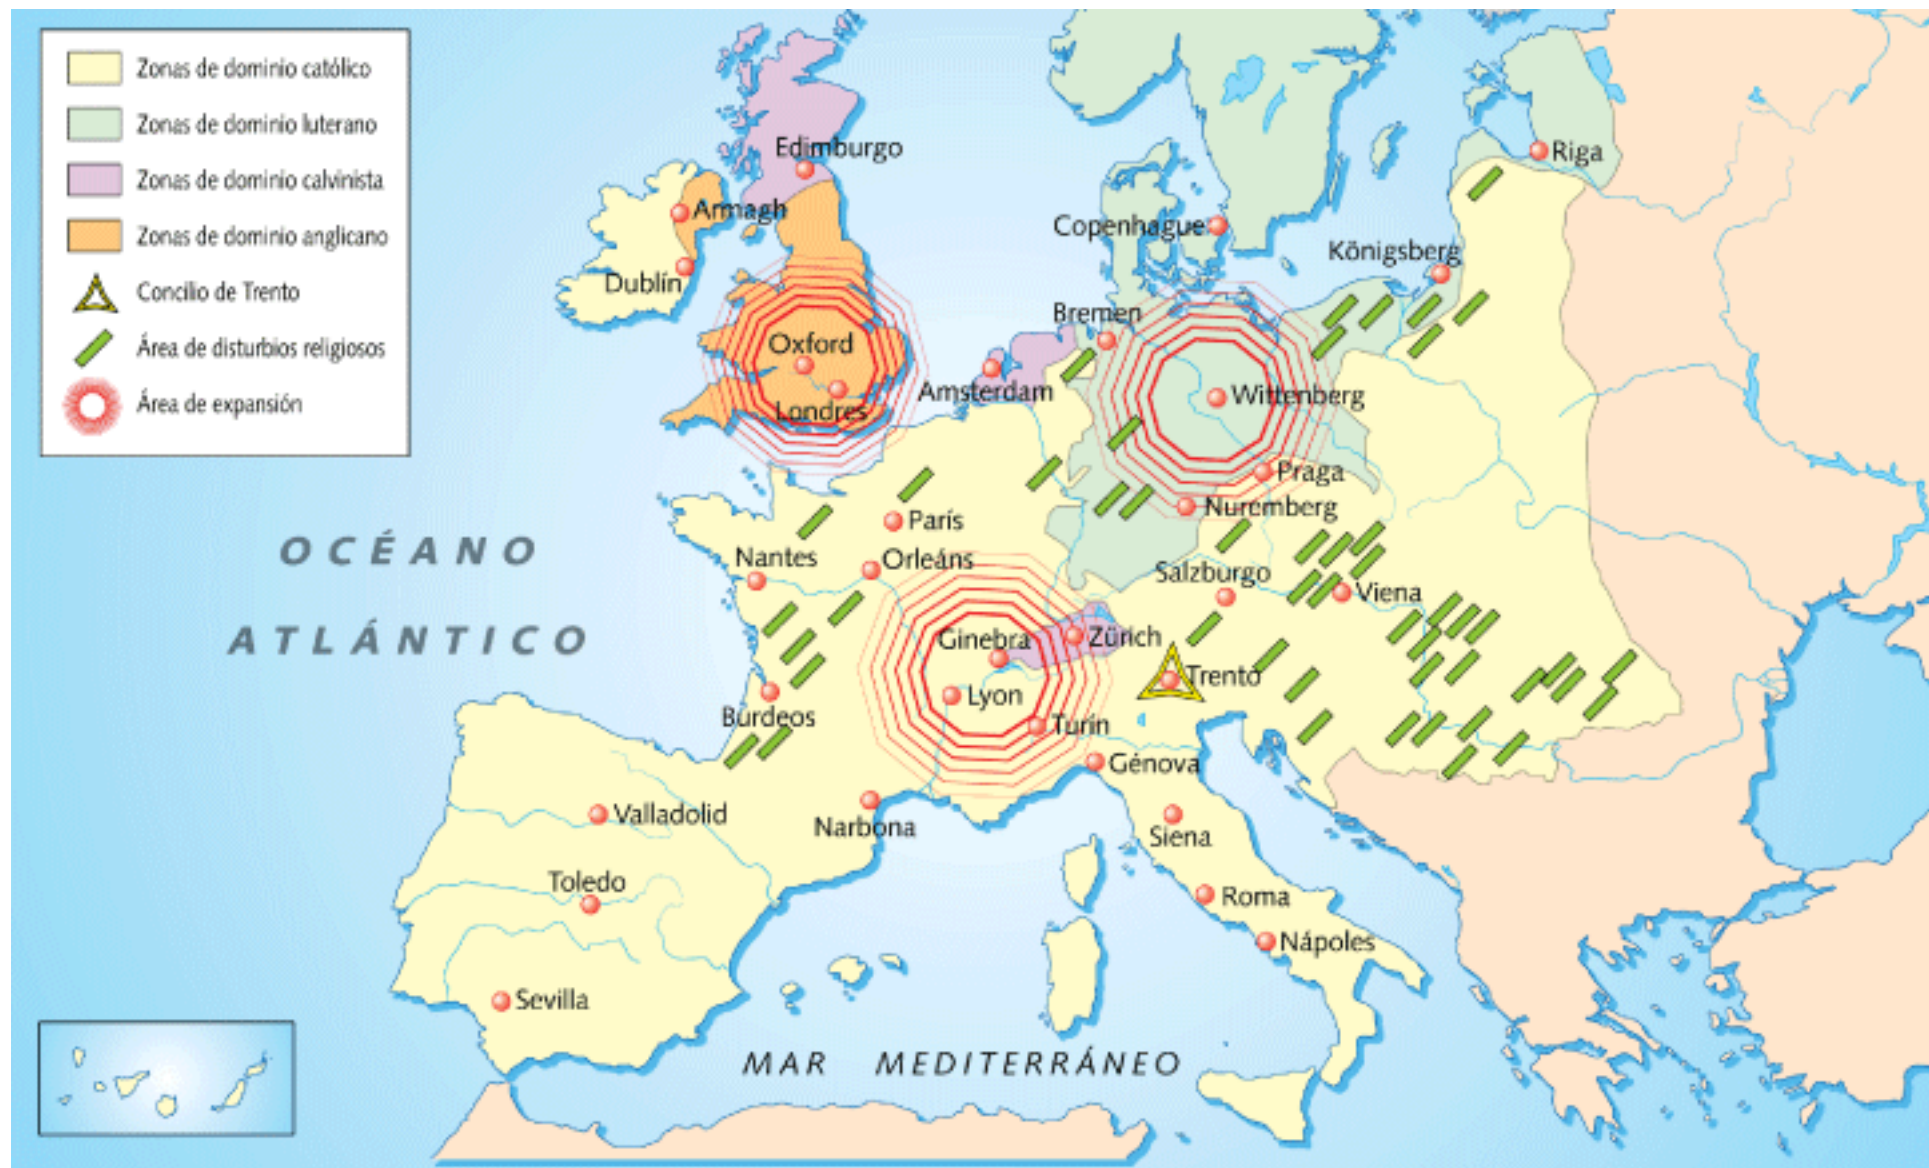 Zonas de dominio católico
Zonas de dominio luterano
Zonas de dominio calvinista
Zonas de dominio anglicano
Concilio de Trento
Área de disturbios religiosos
Área de expansión
Edimburgo
Riga
Armagh
Copenhague
Königsberg
Dublín
Bremen
Oxford
Amsterdam
Wittenberg
Londres
Praga
Nuremberg
París
OCÉANO
ATLÁNTICO
Nantes
Orleáns
Salzburgo
Viena
Ginebra
Zürich
Trento
Lyon
Burdeos
Turín
Génova
Valladolid
Narbona
Siena
Toledo
Roma
Nápoles
Sevilla
MAR MEDITERRÁNEO